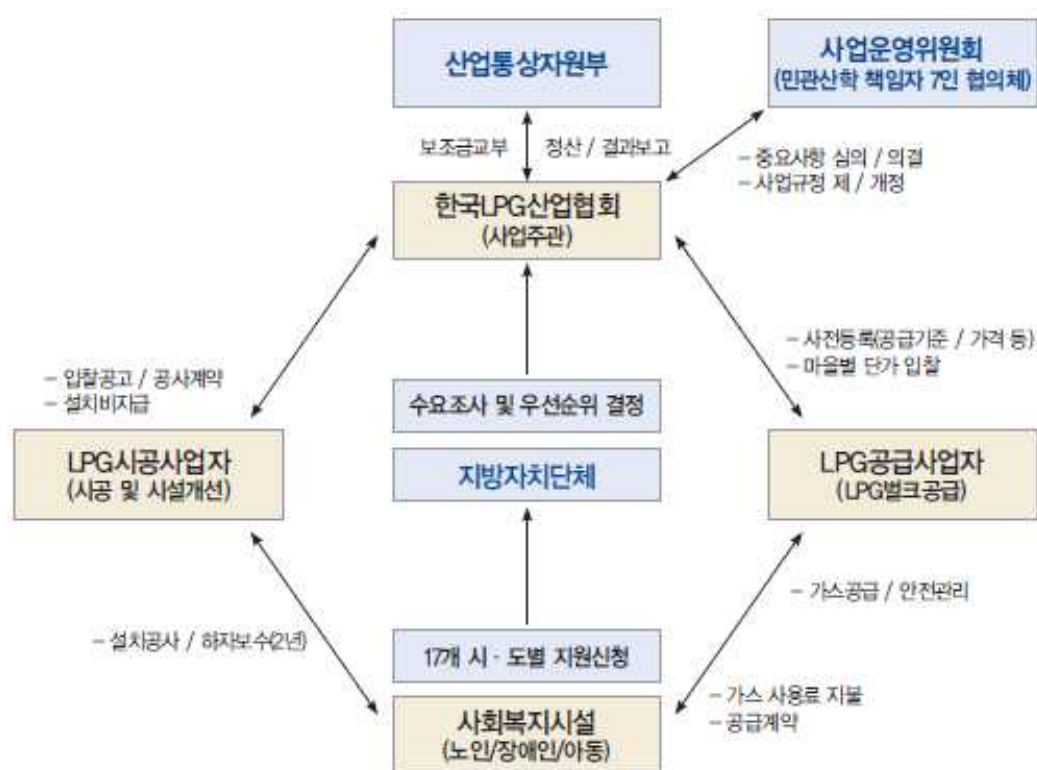 산업통상자원부
사업운영위원회
(민관산학 책임자 7인 협의체)
보조금교부
정산 / 결과보고
– 중요사항 심의 / 의결
– 사업규정 제 / 개정
한국LPG산업협회
(사업주관)
– 입찰공고 / 공사계약
– 설치비지급
– 사전등록(공급기준 / 가격 등)
– 마을별 단가 입찰
수요조사 및 우선순위 결정
LPG시공사업자
(시공 및 시설개선)
지방자치단체
LPG공급사업자
(LPG벌크공급)
– 가스공급 / 안전관리
– 설치공사 / 하자보수(2년)
17개 시 · 도별 지원신청
– 가스 사용료 지불
– 공급계약
사회복지시설
(노인/장애인/아동)